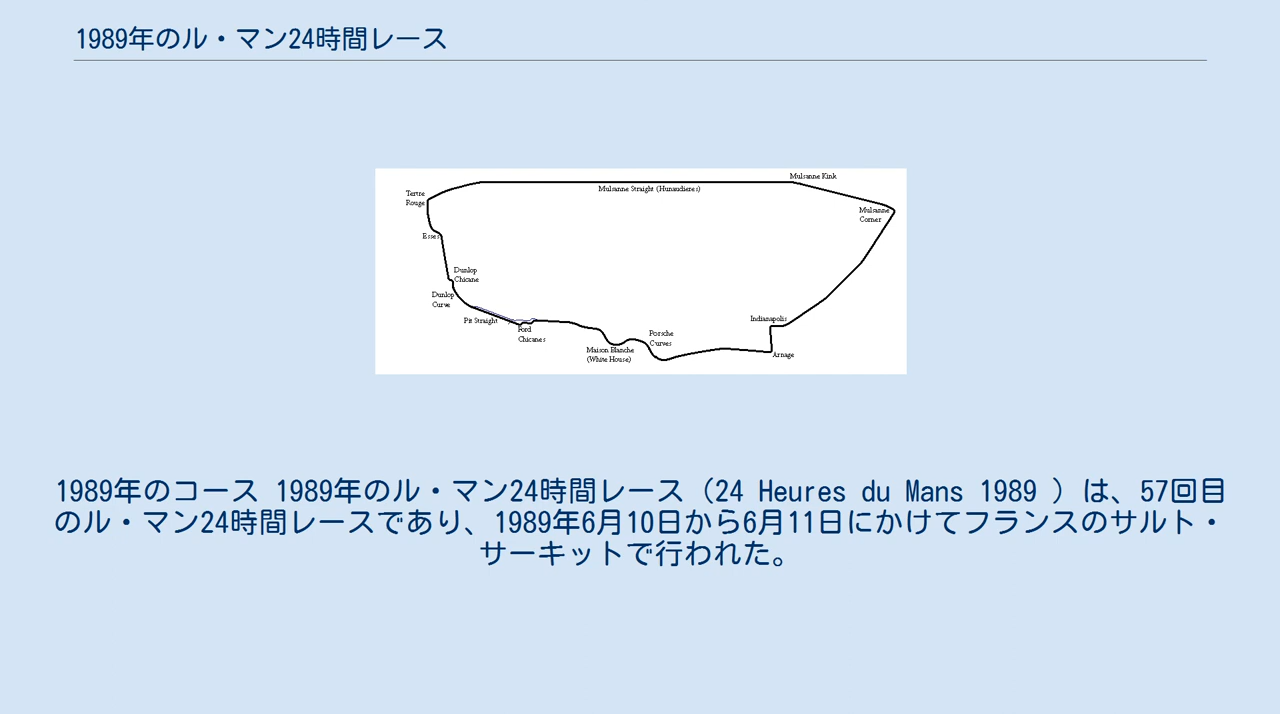 1989年のル・マン24時間レース
Mulsanne Kink
Mulsanne Straight (Hunaudieres)
Tertre
Rouge
Mulsanne
Corner
Esses
Dunlop
Chicane
Dunlop
Curve
Pit Straight
Indianapolis
Ford
Chicanes
Porsche
Curves
Maison Blanche
(White House)
Arnage
1989年のコース 1989年のル・マン24時間レース（24 Heures du Mans 1989 ）は、57回目
のル・マン24時間レースであり、1989年6月10日から6月11日にかけてフランスのサルト・
サーキットで行われた。